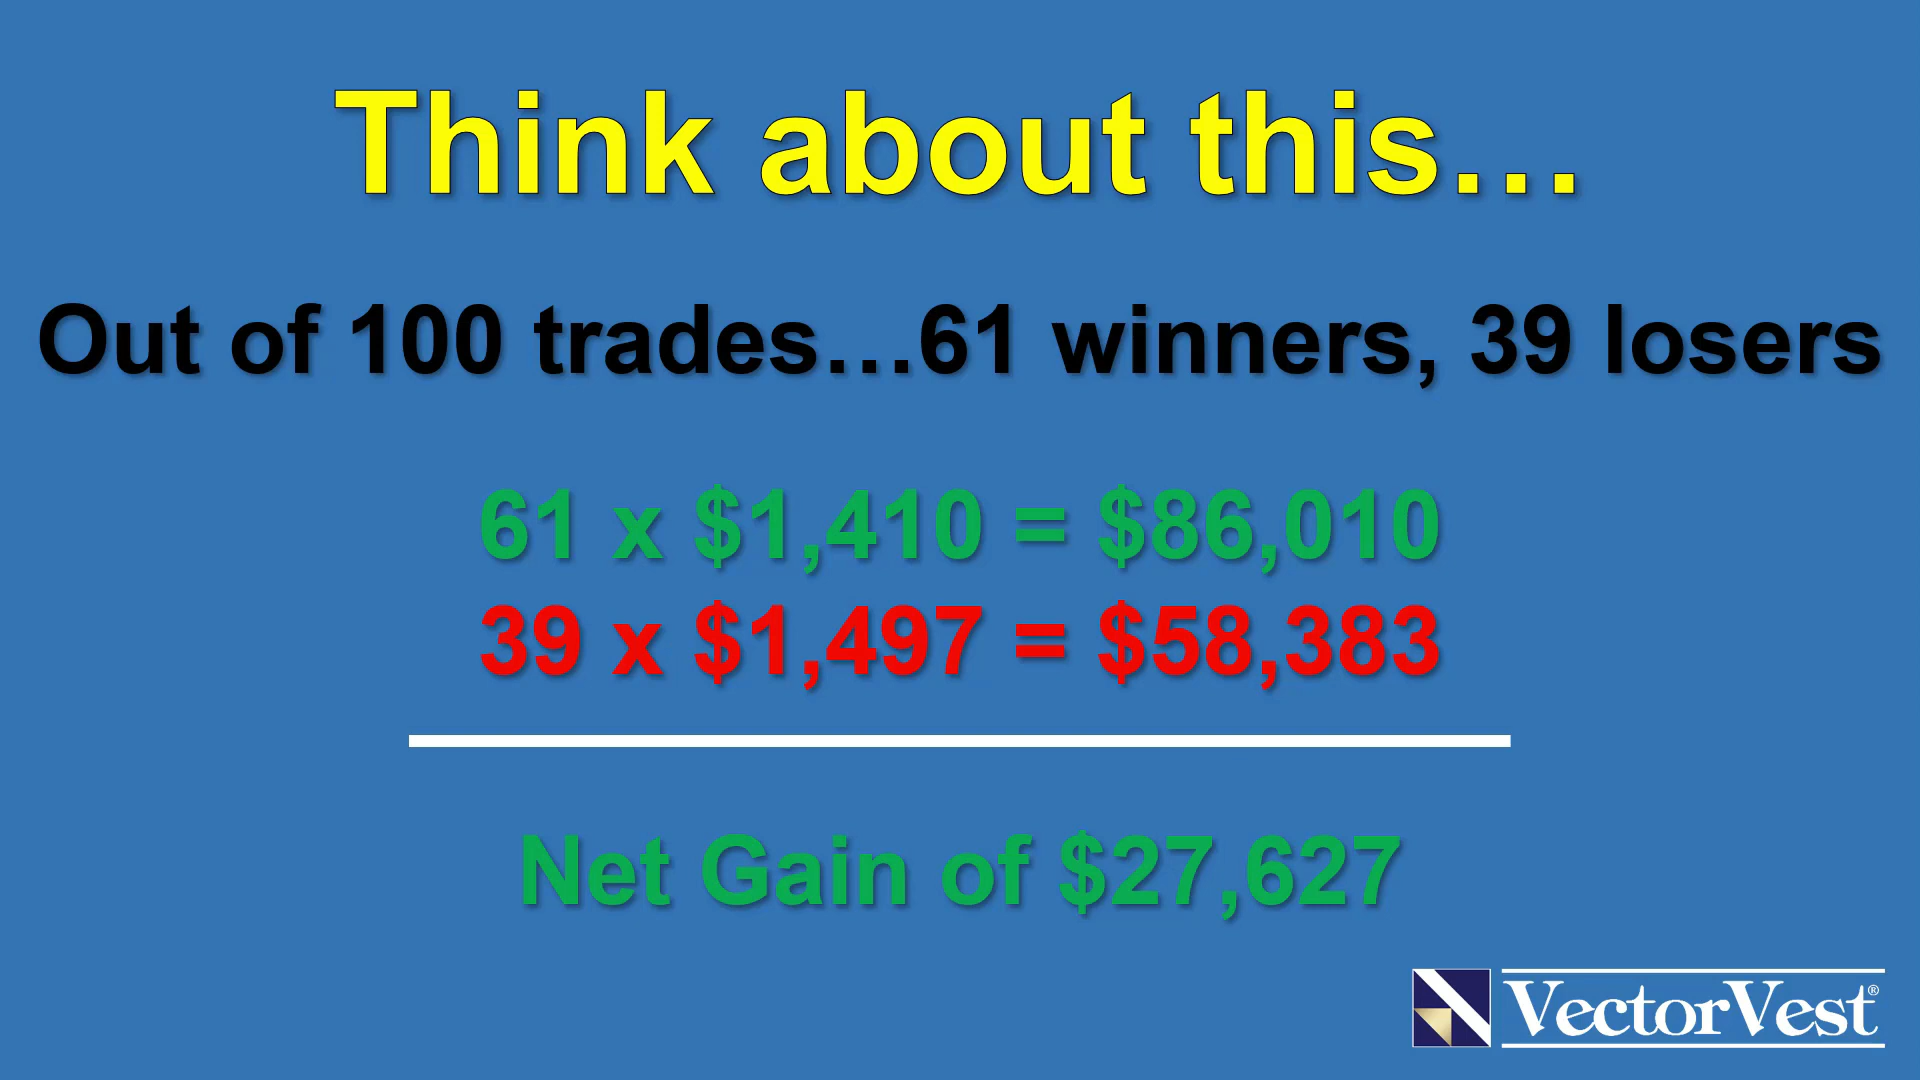 Think about this…
Out of 100 trades…61 winners, 39 losers
61 x $1,410 = $86,010
39 x $1,497 = $58,383
Net Gain of $27,627
VectorVest®